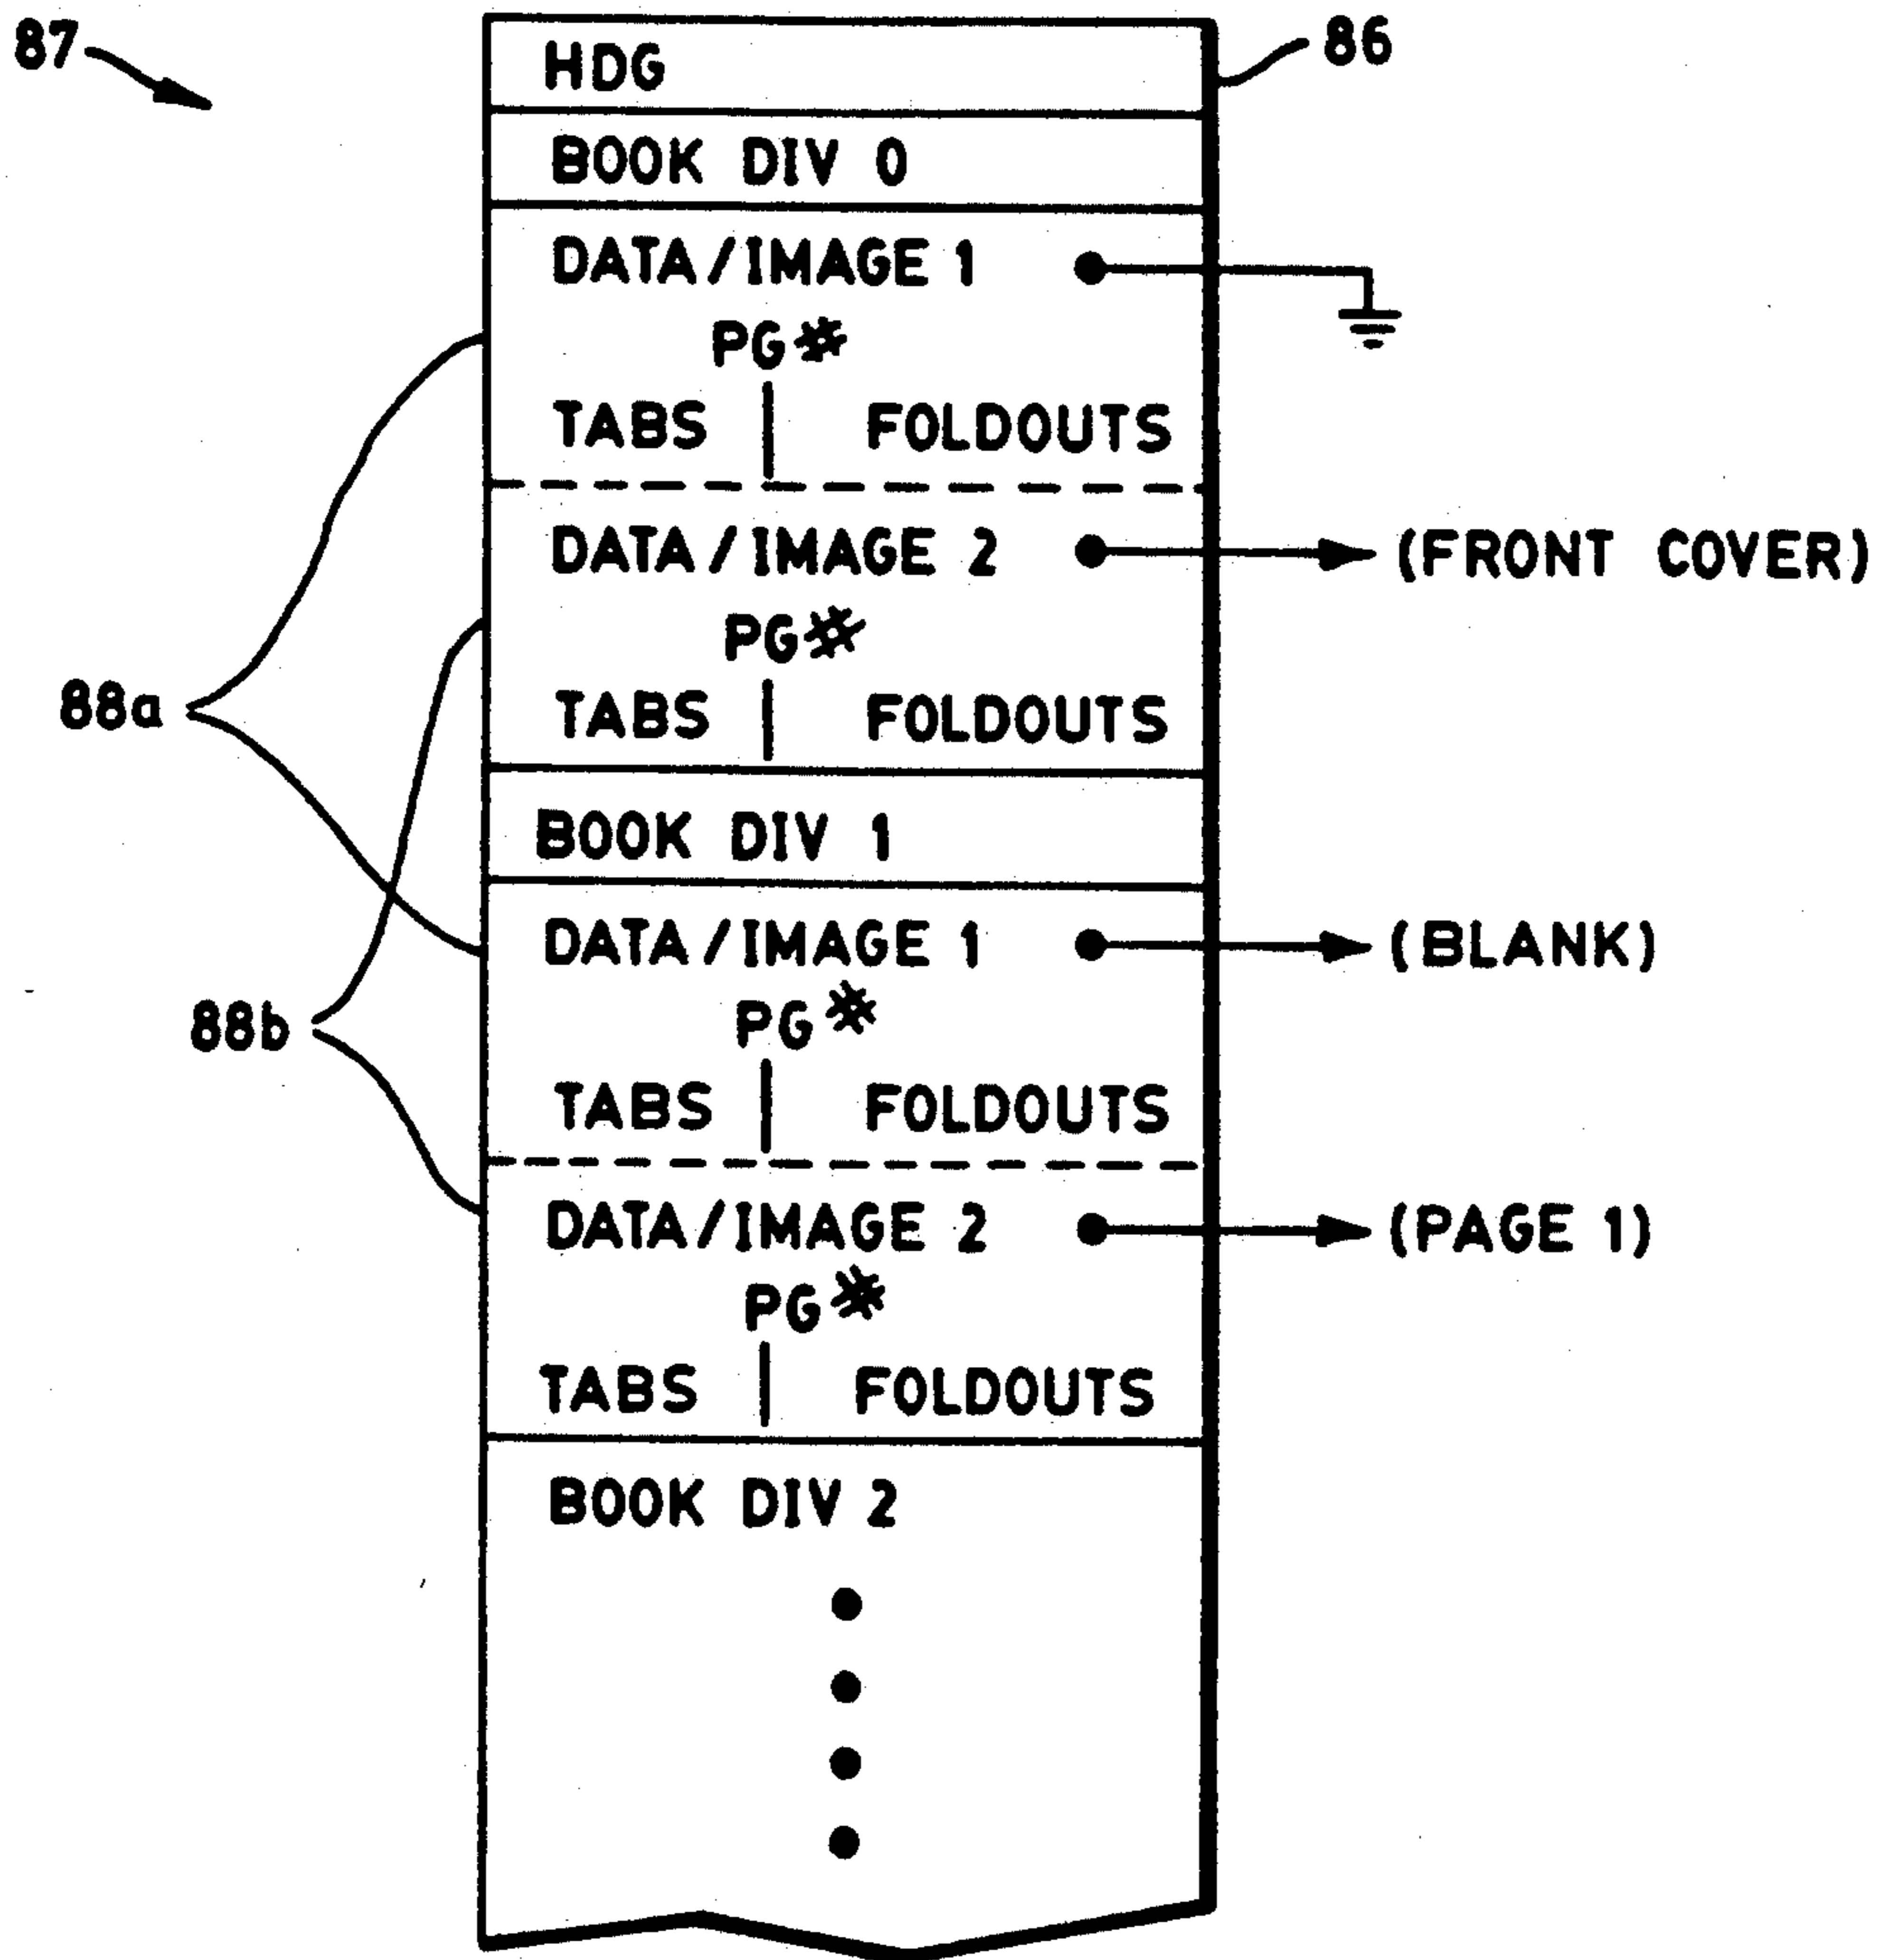 87
HDG
86
BOOK DIV 0
DATA/IMAGE 1
PG*
TABS | FOLDOUTS
DATA/IMAGE 2
(FRONT COVER)
PG*
TABS | FOLDOUTS
88a
BOOK DIV 1
DATA/IMAGE 1
(BLANK)
PG*
88b
TABS | FOLDOUTS
DATA/IMAGE 2
(PAGE 1)
PG*
TABS | FOLDOUTS
BOOK DIV 2